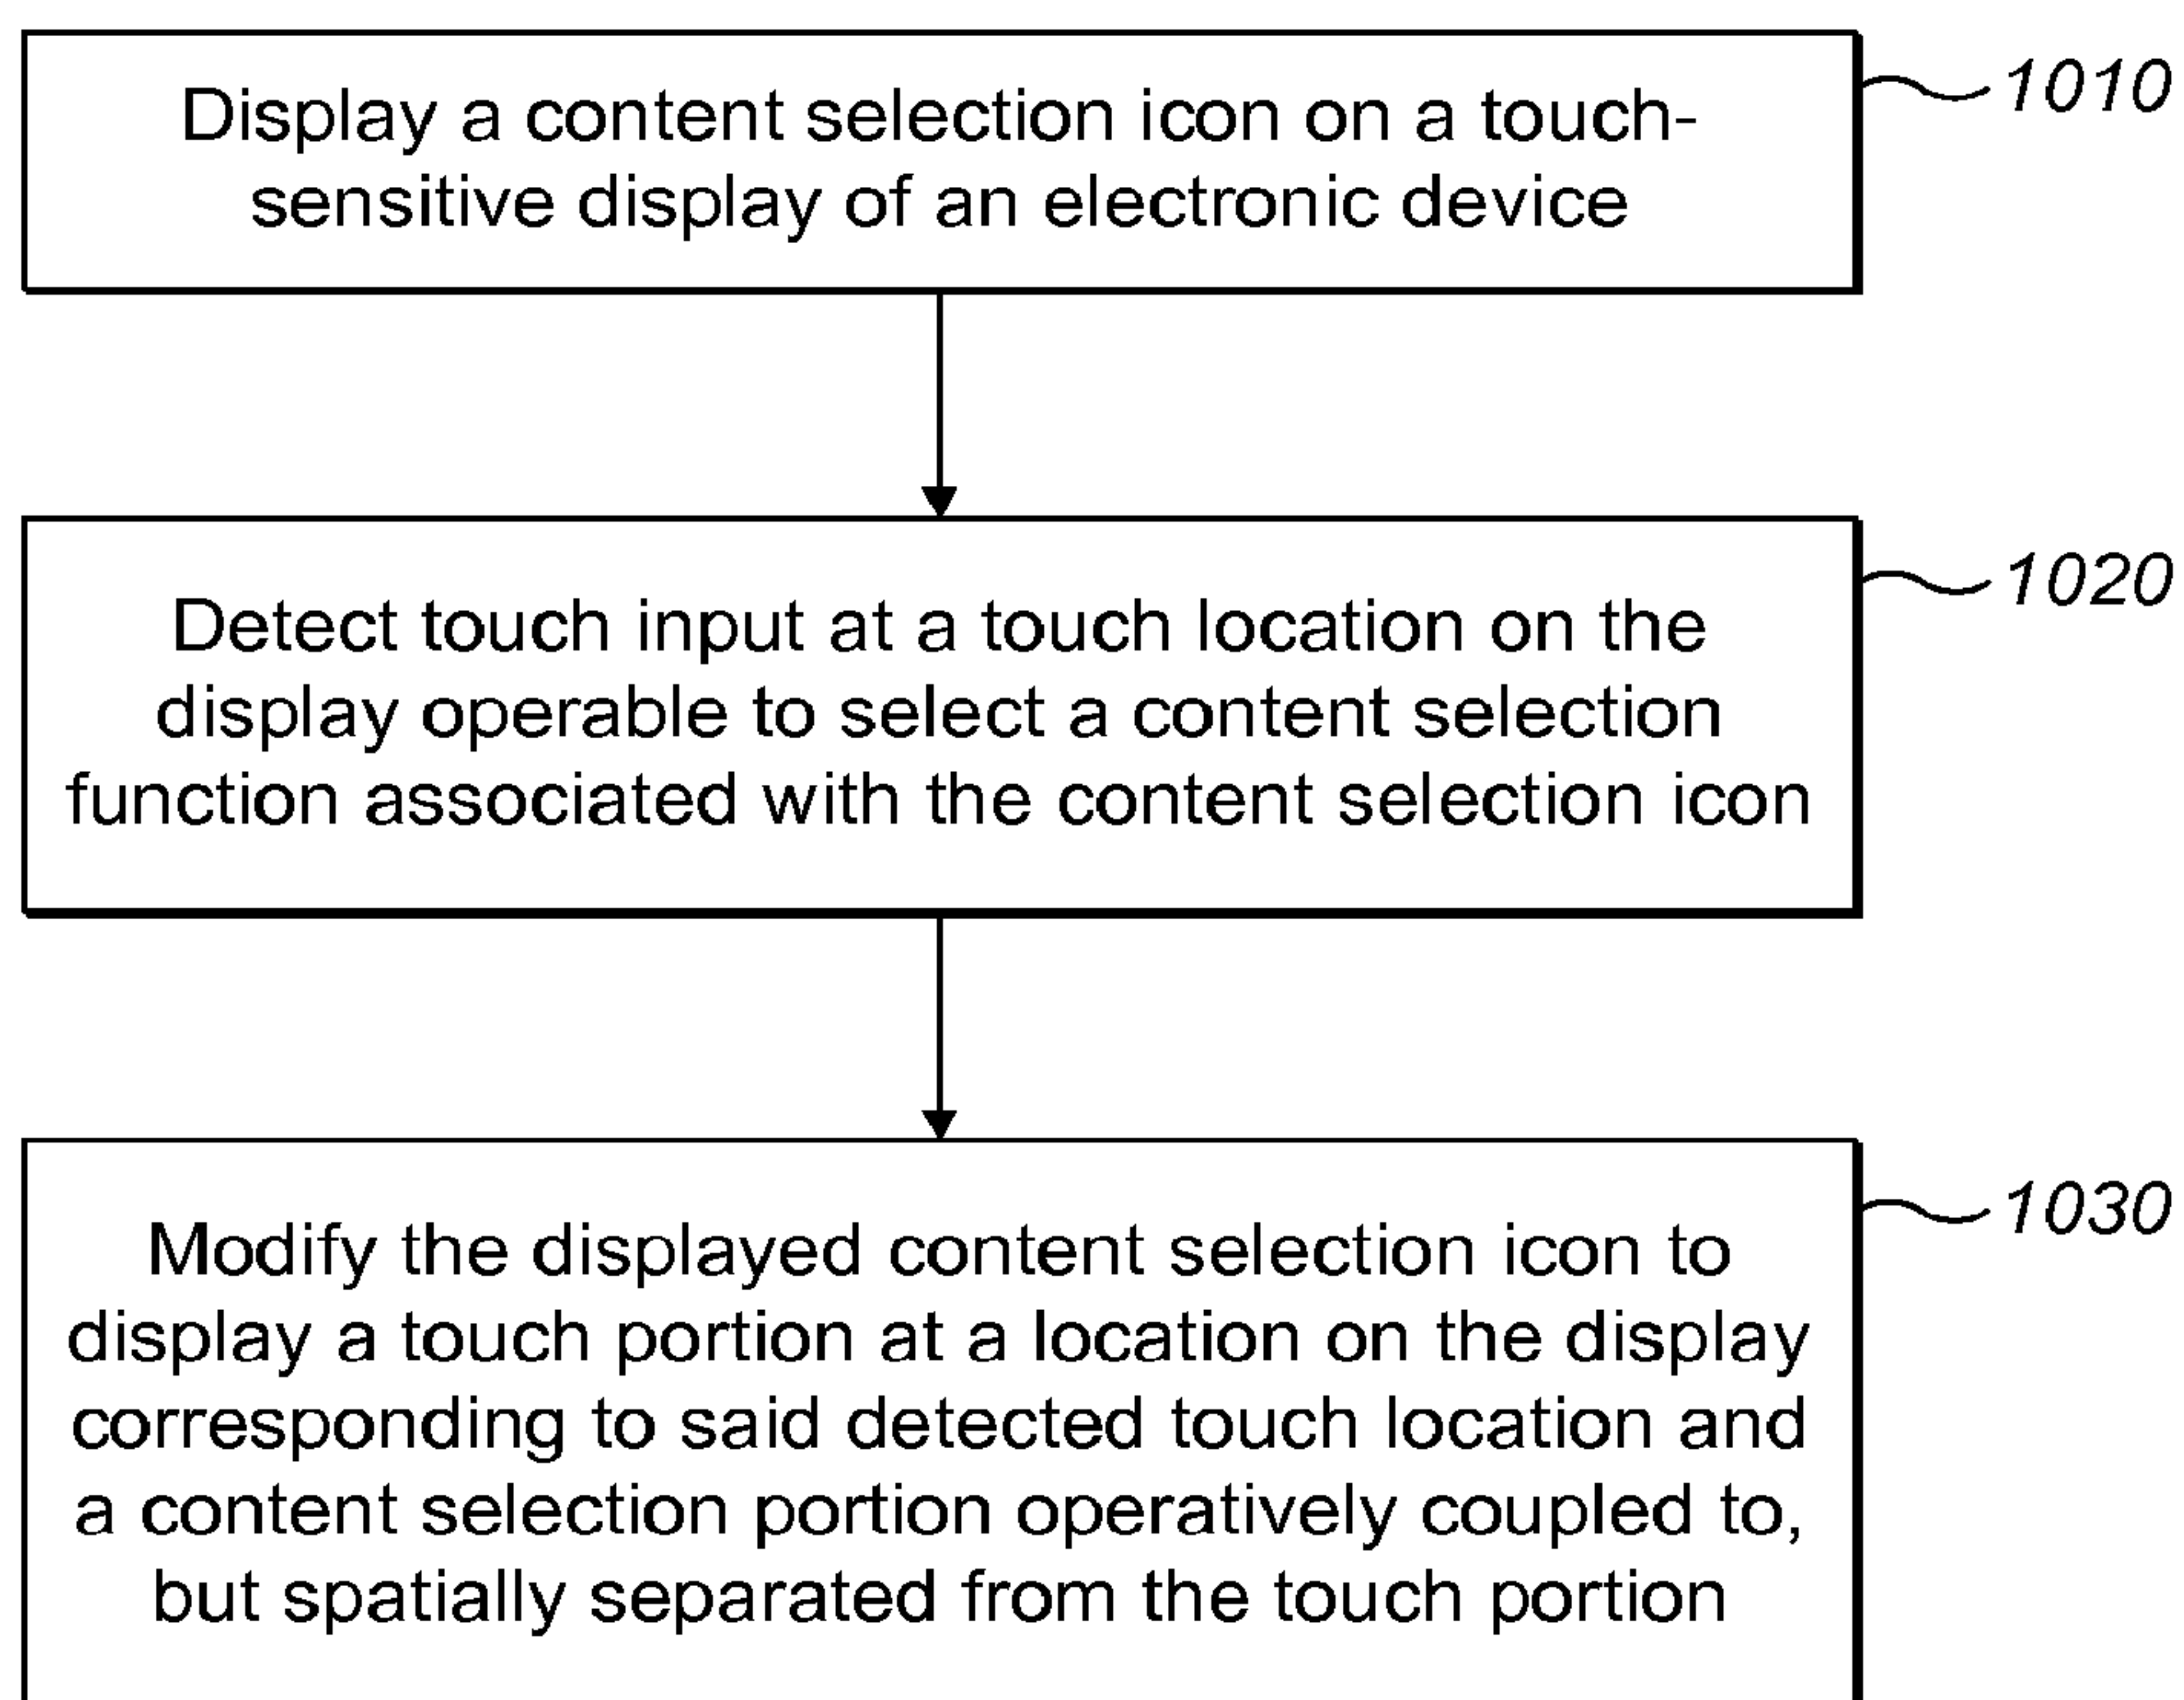 Display a content selection icon on a touch-
sensitive display of an electronic device
1010
Detect touch input at a touch location on the
display operable to select a content selection
function associated with the content selection icon
1020
Modify the displayed content selection icon to
display a touch portion at a location on the display
corresponding to said detected touch location and
a content selection portion operatively coupled to,
but spatially separated from the touch portion
1030